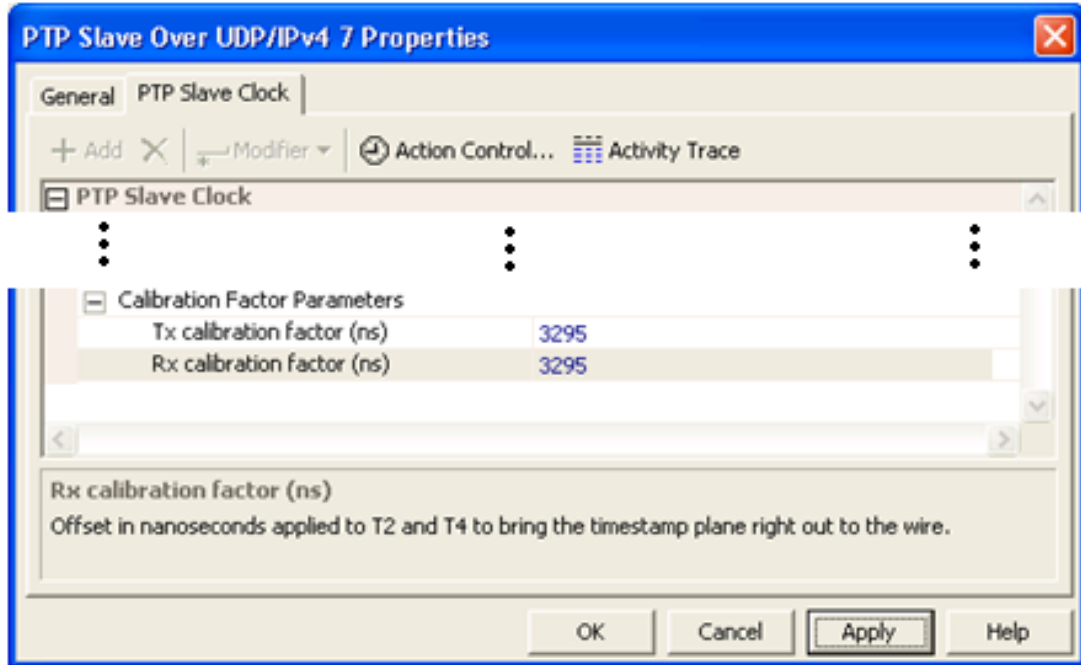 PTP Slave Over UDP/IPv4 7 Properties
General PTP Slave Clock
Add Modifier Action Control... Activity Trace
PTP Slave Clock
Calibration Factor Parameters
Tx calibration factor (ns) 3295
Rx calibration factor (ns) 3295
Rx calibration factor (ns)
Offset in nanoseconds applied to T2 and T4 to bring the timestamp plane right out to the wire.
OK Cancel Apply Help